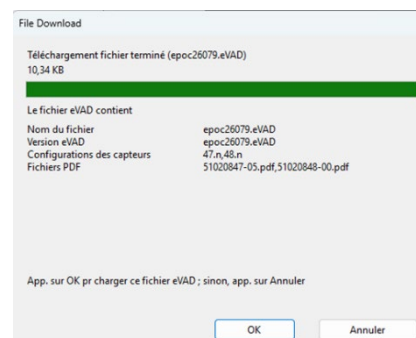 File Download
Téléchargement fichier terminé (epoc26079.eVAD)
10,34 KB
Le fichier eVAD contient
Nom du fichier epoc26079.eVAD
Version eVAD epoc26079.eVAD
Configurations des capteurs 47.n,48.n
Fichiers PDF 51020847-05.pdf,51020848-00.pdf
App. sur OK pr charger ce fichier eVAD ; sinon, app. sur Annuler
OK Annuler